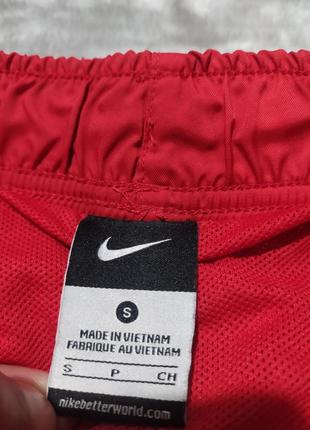 S
MADE IN VIETNAM
FABRIQUE AU VIETNAM
S P CH
nikebetterworld.com